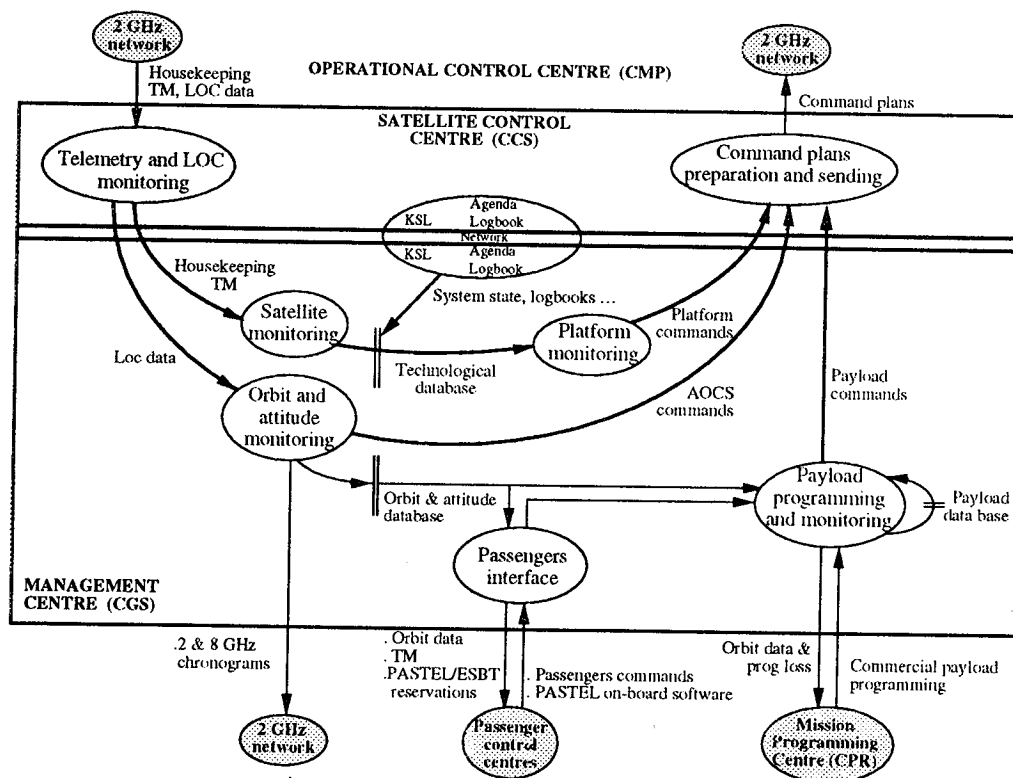 2 GHz
network
2 GHz
network
Housekeeping
TM, LOC data
OPERATIONAL CONTROL CENTRE (CMP)
Command plans
SATELLITE CONTROL
CENTRE (CCS)
Telemetry and LOC
monitoring
Command plans
preparation and sending
KSL
Agenda
Logbook
Network
KSL
Agenda
Logbook
Housekeeping
TM
System state, logbooks ...
Satellite
monitoring
Platform
monitoring
Platform
commands
Loc data
Technological
database
Payload
commands
Orbit and
attitude
monitoring
AOCS
commands
Orbit & attitude
database
Payload
programming
and monitoring
Payload
data base
Passengers
interface
MANAGEMENT
CENTRE (CGS)
.2 & 8 GHz
chronograms
. Orbit data
. TM
.PASTEL/ESBT
reservations
. Passengers commands
. PASTEL on-board software
Orbit data &
prog loss
Commercial payload
programming
2 GHz
network
Passenger
control
centres
Mission
Programming
Centre (CPR)